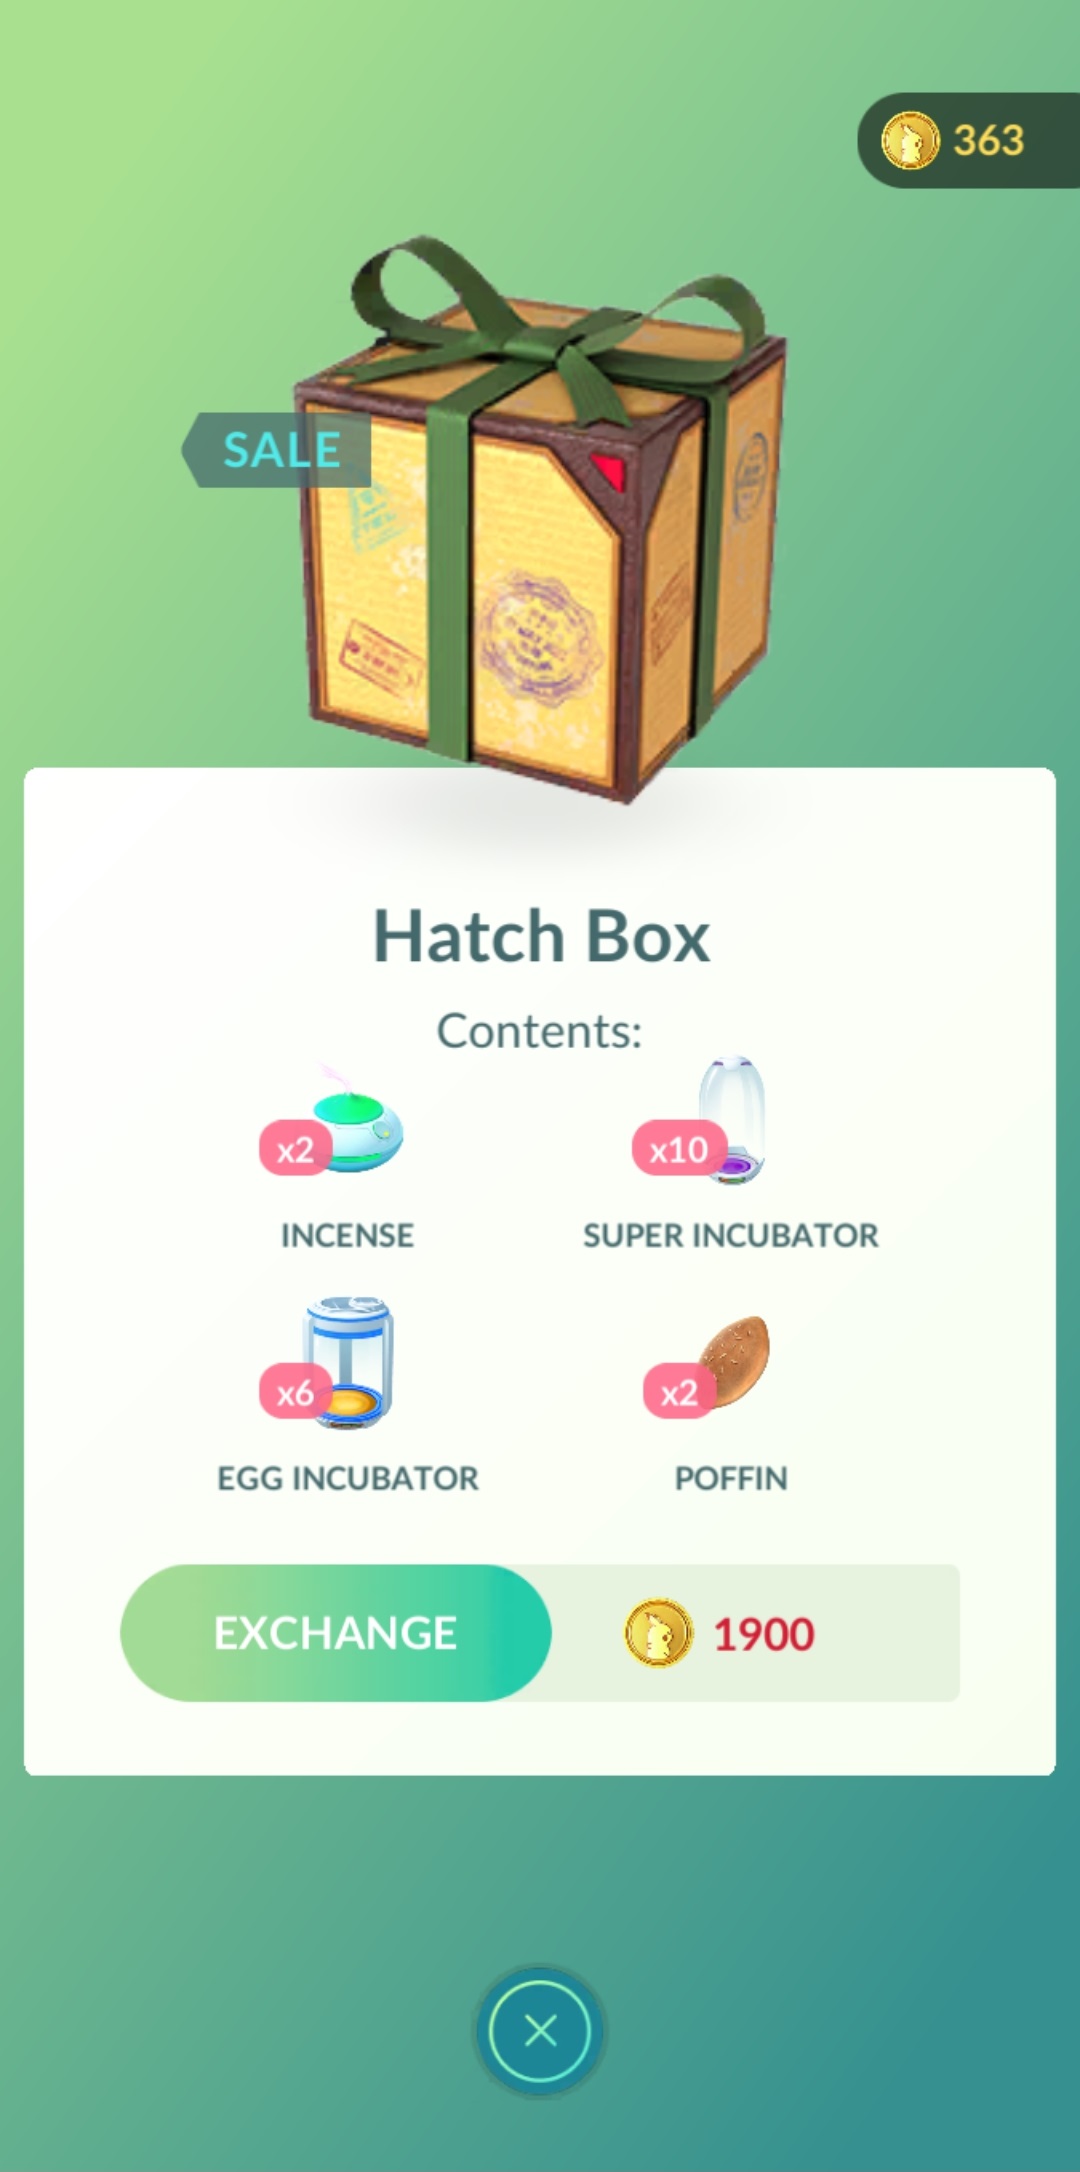 363
SALE
Hatch Box
Contents:
x2
x10
INCENSE
SUPER INCUBATOR
x6
x2
EGG INCUBATOR
POFFIN
EXCHANGE
1900